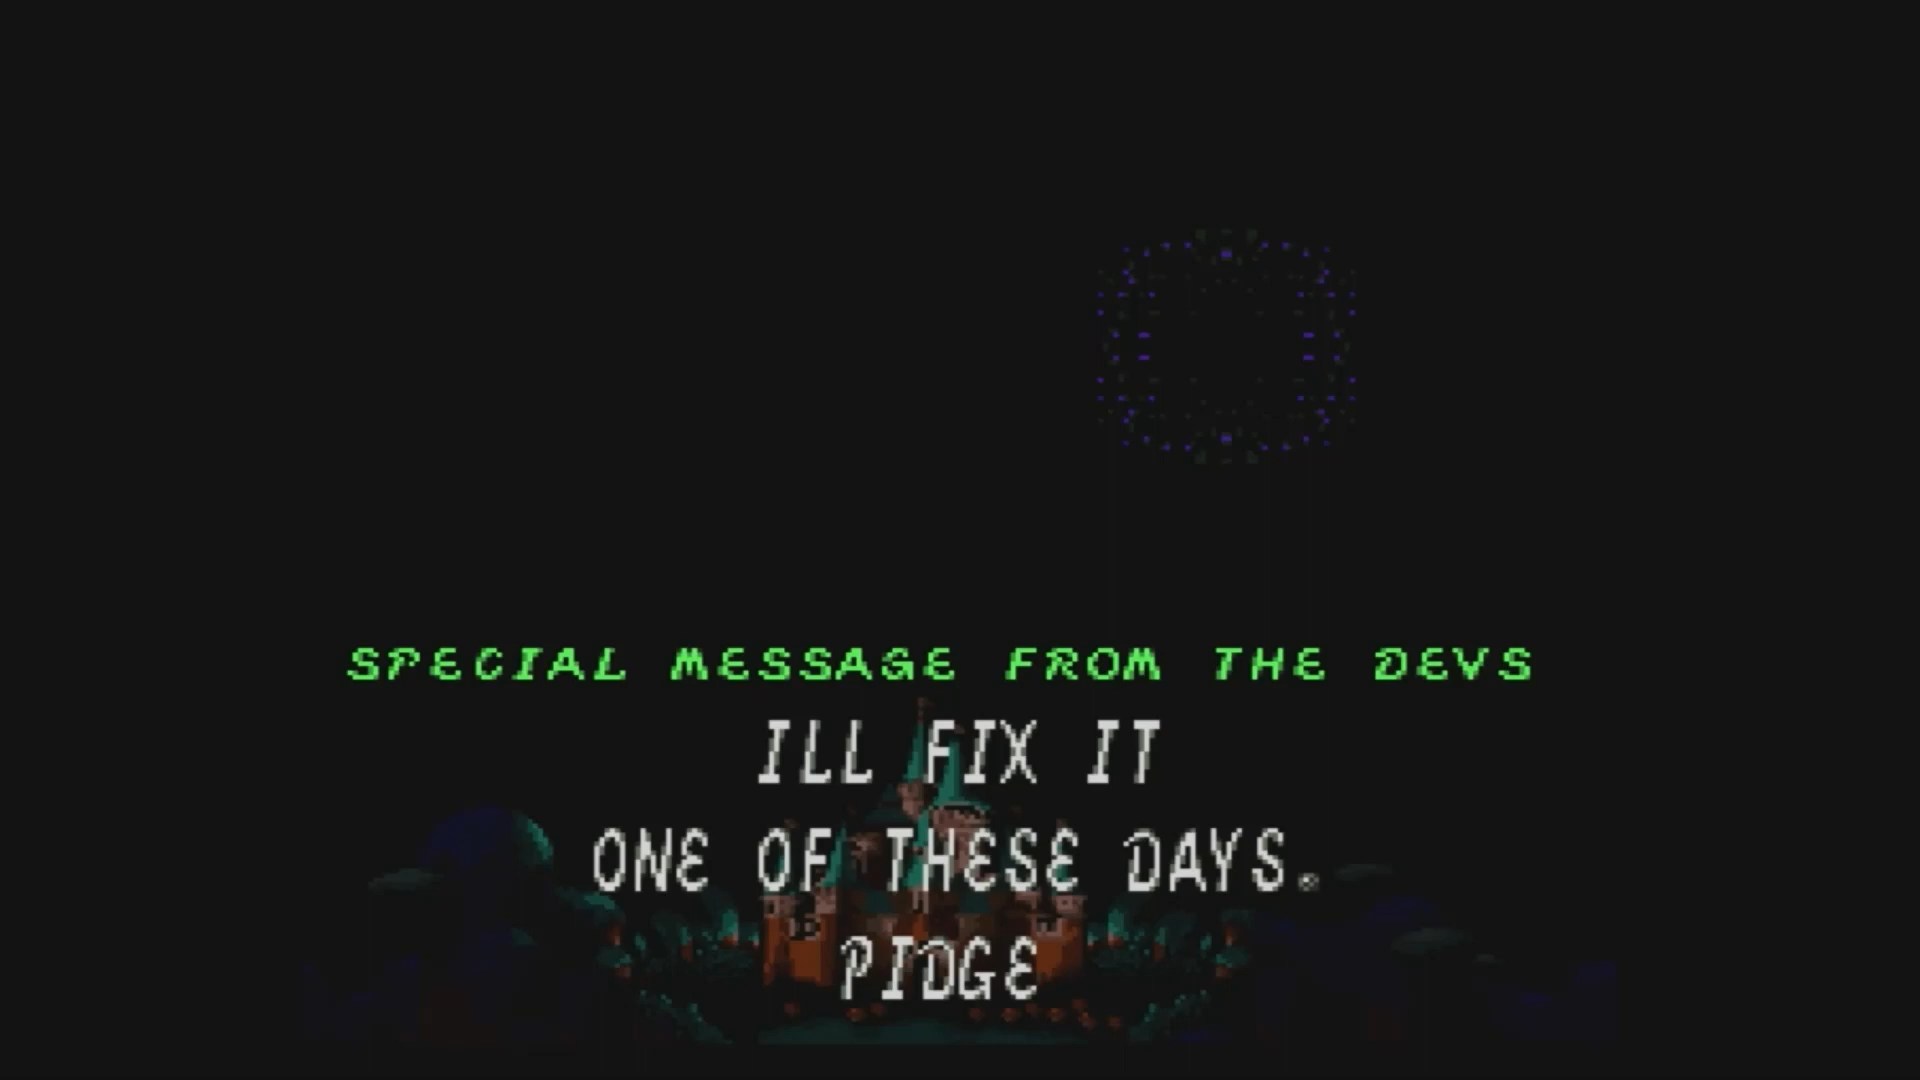 SPECIAL MESSAGE FROM THE DEVS
ILL FIX IT
ONE OF THESE DAYS.
PIDGE